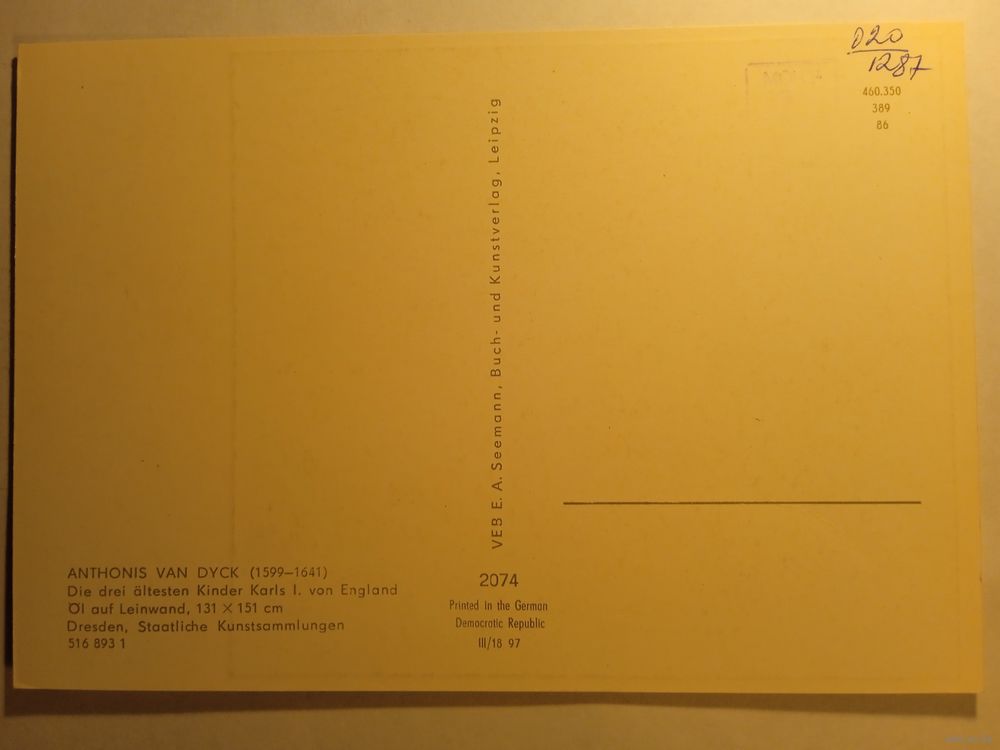 D20
1287
460.350
389
86
VEB E. A. Seemann, Buch- und Kunstverlag, Leipzig
ANTHONIS VAN DYCK (1599–1641)
Die drei ältesten Kinder Karls I. von England
Öl auf Leinwand, 131 × 151 cm
Dresden, Staatliche Kunstsammlungen
516 893 1
2074
Printed in the German
Democratic Republic
III/18 97